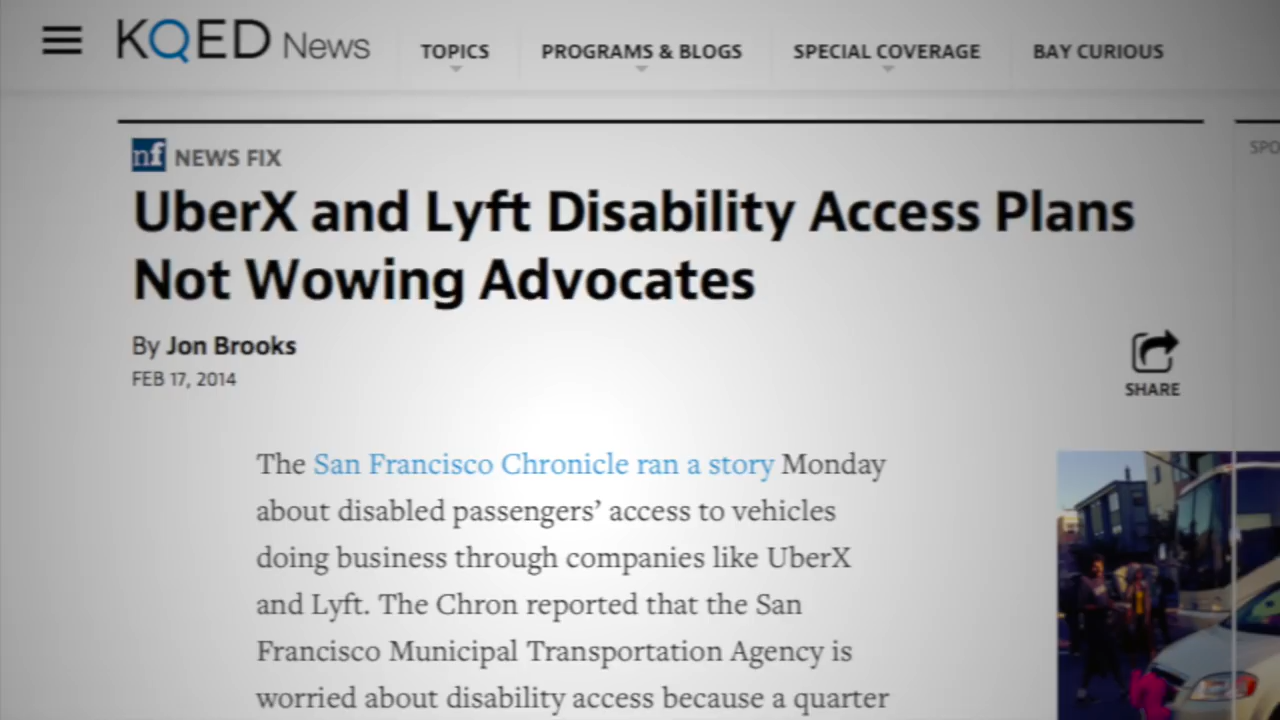 KQED News TOPICS PROGRAMS & BLOGS SPECIAL COVERAGE BAY CURIOUS
nf NEWS FIX
UberX and Lyft Disability Access Plans
Not Wowing Advocates
By Jon Brooks
FEB 17, 2014
SHARE
The San Francisco Chronicle ran a story Monday
about disabled passengers’ access to vehicles
doing business through companies like UberX
and Lyft. The Chron reported that the San
Francisco Municipal Transportation Agency is
worried about disability access because a quarter